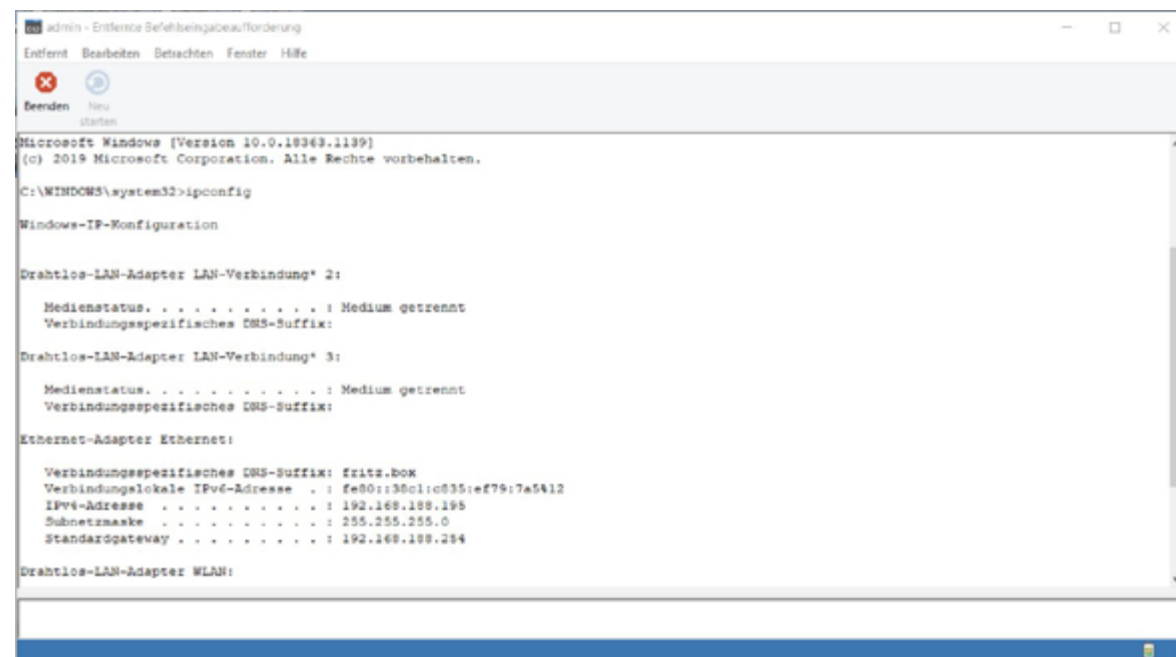 admin - Entfernte Befehlseingabeaufforderung
Entfernt Bearbeiten Betrachten Fenster Hilfe
Beenden Neu starten
Microsoft Windows [Version 10.0.18363.1139]
(c) 2019 Microsoft Corporation. Alle Rechte vorbehalten.
C:\WINDOWS\system32>ipconfig
Windows-IP-Konfiguration
Drahtlos-LAN-Adapter LAN-Verbindung* 2:
Medienstatus. . . . . . . . . . . : Medium getrennt
Verbindungsspezifisches DNS-Suffix:
Drahtlos-LAN-Adapter LAN-Verbindung* 3:
Medienstatus. . . . . . . . . . . : Medium getrennt
Verbindungsspezifisches DNS-Suffix:
Ethernet-Adapter Ethernet:
Verbindungsspezifisches DNS-Suffix: fritz.box
Verbindungslokale IPv6-Adresse . : fe80::38c1:c835:ef79:7a5%12
IPv4-Adresse . . . . . . . . . . : 192.168.188.195
Subnetzmaske . . . . . . . . . . : 255.255.255.0
Standardgateway . . . . . . . . . : 192.168.188.254
Drahtlos-LAN-Adapter WLAN: